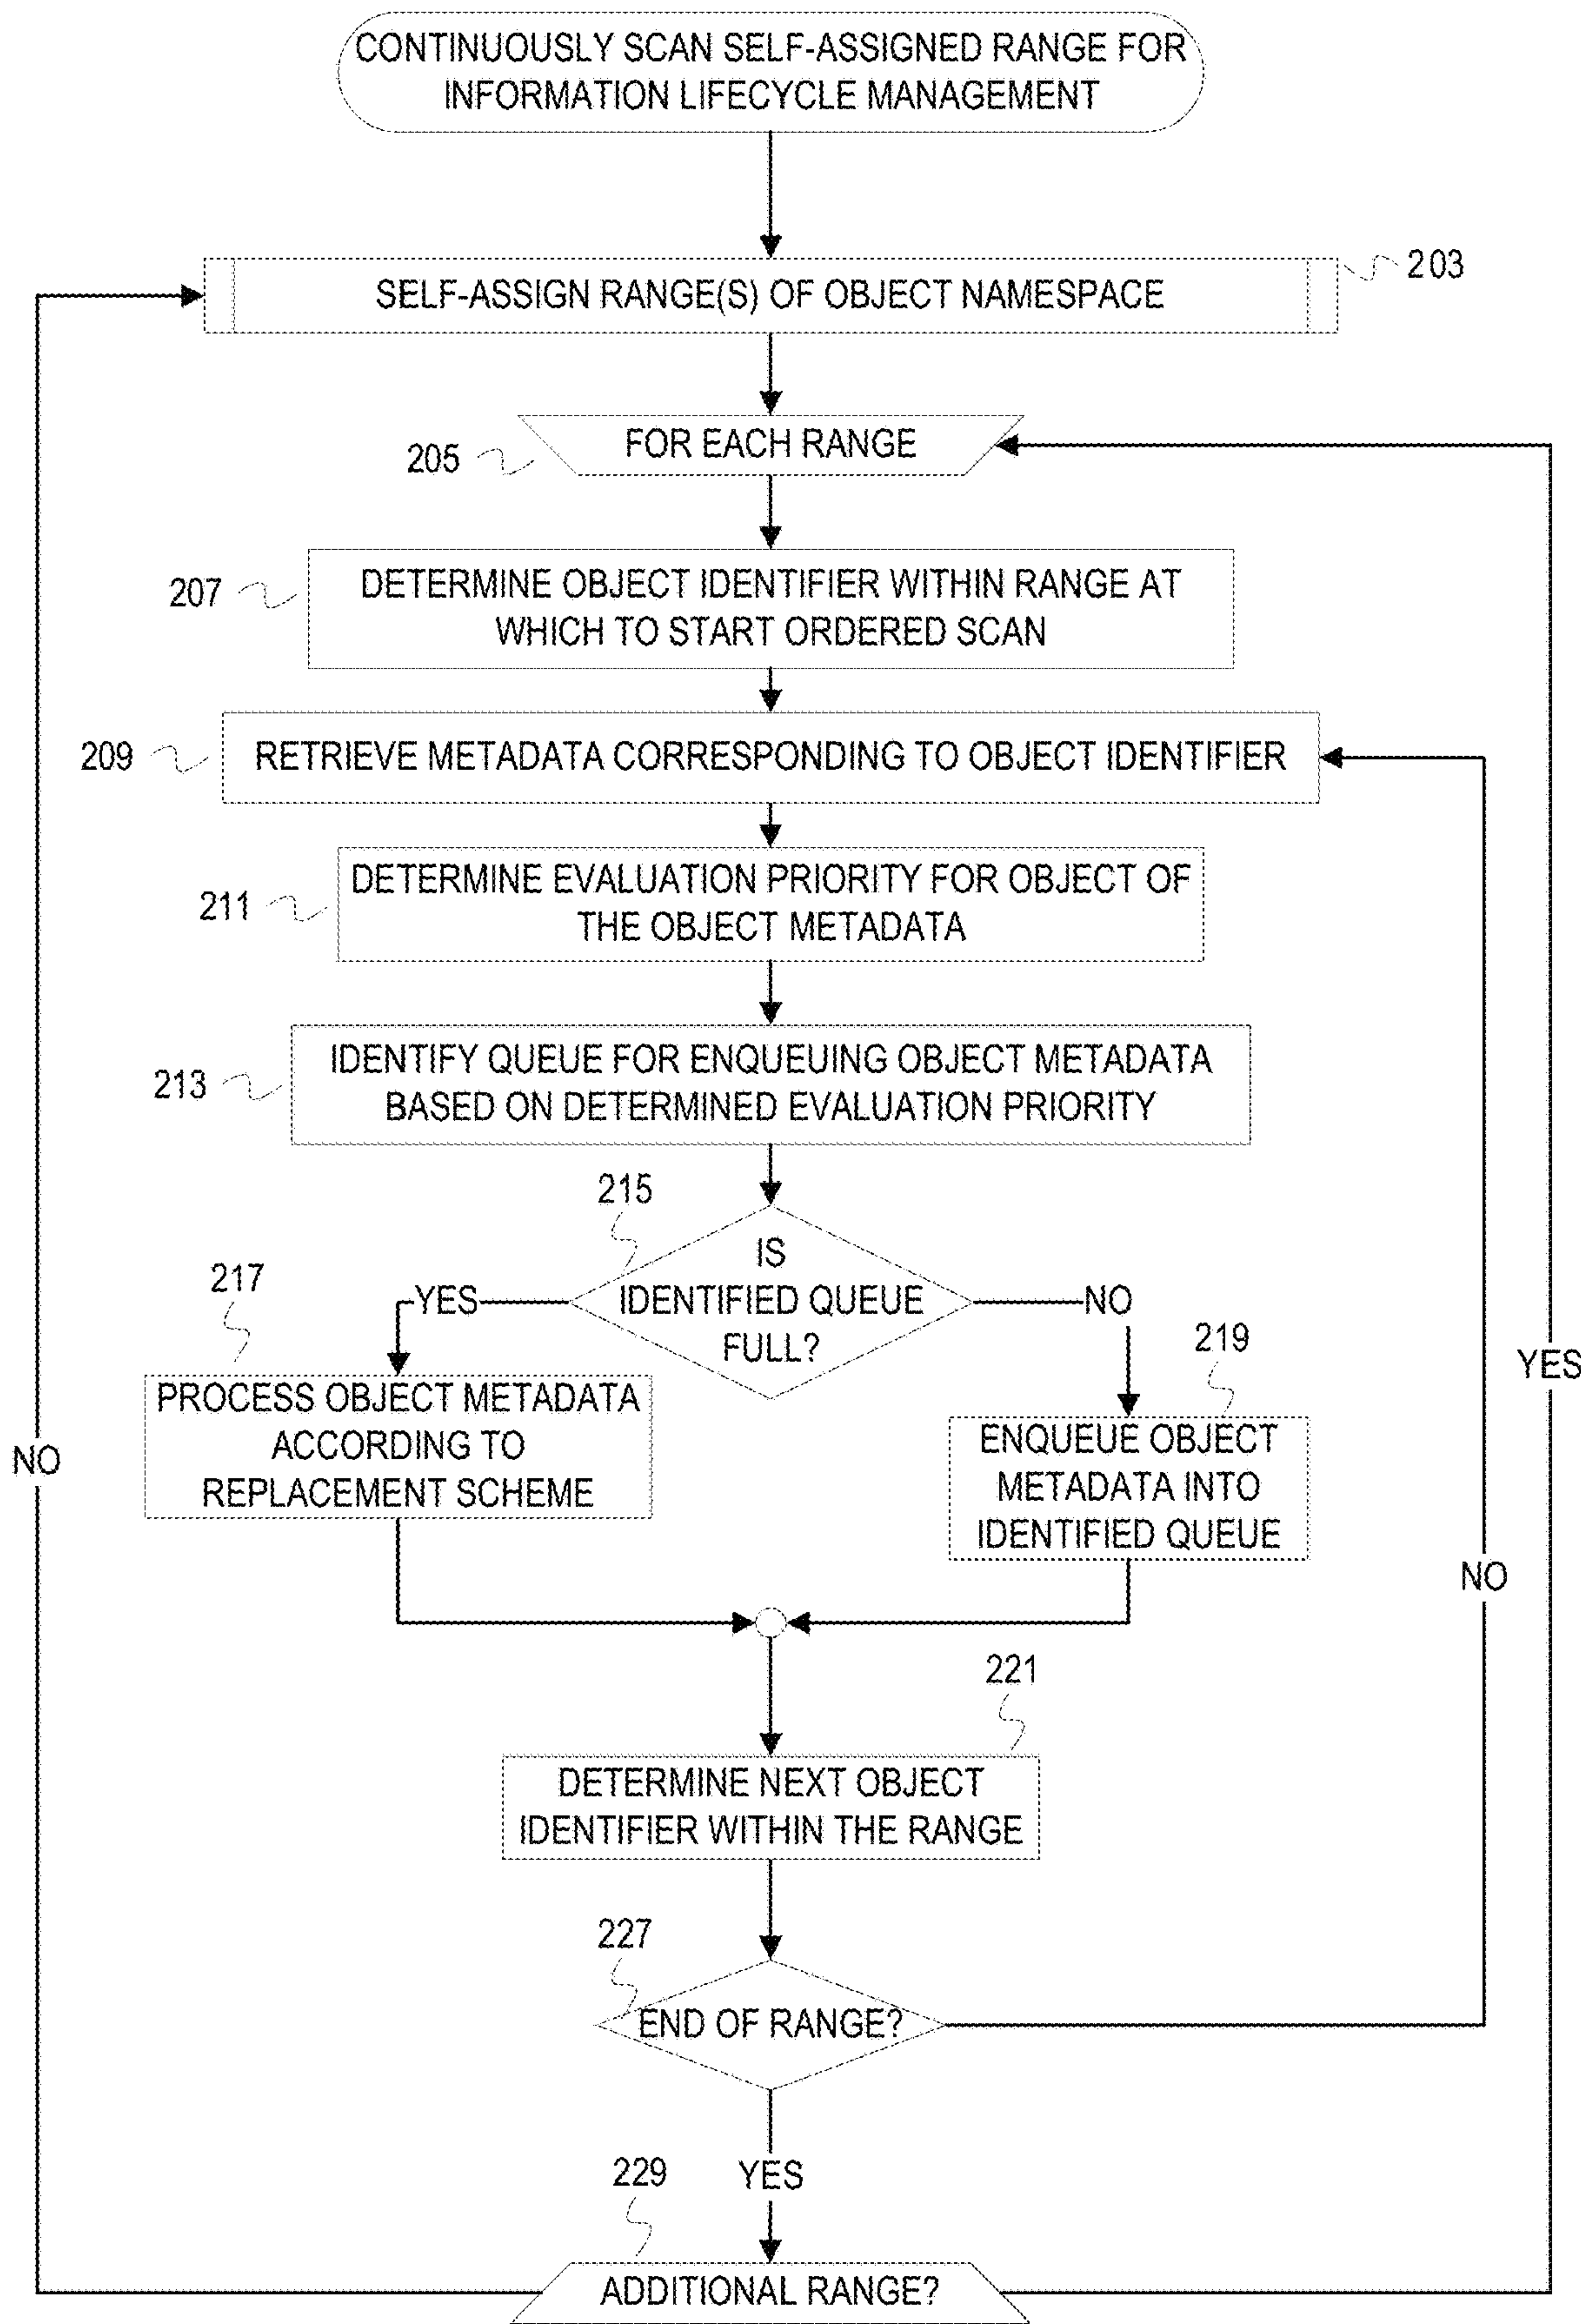 CONTINUOUSLY SCAN SELF-ASSIGNED RANGE FOR
INFORMATION LIFECYCLE MANAGEMENT
203
SELF-ASSIGN RANGE(S) OF OBJECT NAMESPACE
205
FOR EACH RANGE
207
DETERMINE OBJECT IDENTIFIER WITHIN RANGE AT
WHICH TO START ORDERED SCAN
209
RETRIEVE METADATA CORRESPONDING TO OBJECT IDENTIFIER
211
DETERMINE EVALUATION PRIORITY FOR OBJECT OF
THE OBJECT METADATA
213
IDENTIFY QUEUE FOR ENQUEUING OBJECT METADATA
BASED ON DETERMINED EVALUATION PRIORITY
215
IS
IDENTIFIED QUEUE
FULL?
YES
NO
217
PROCESS OBJECT METADATA
ACCORDING TO
REPLACEMENT SCHEME
219
ENQUEUE OBJECT
METADATA INTO
IDENTIFIED QUEUE
YES
NO
NO
221
DETERMINE NEXT OBJECT
IDENTIFIER WITHIN THE RANGE
227
END OF RANGE?
YES
229
ADDITIONAL RANGE?